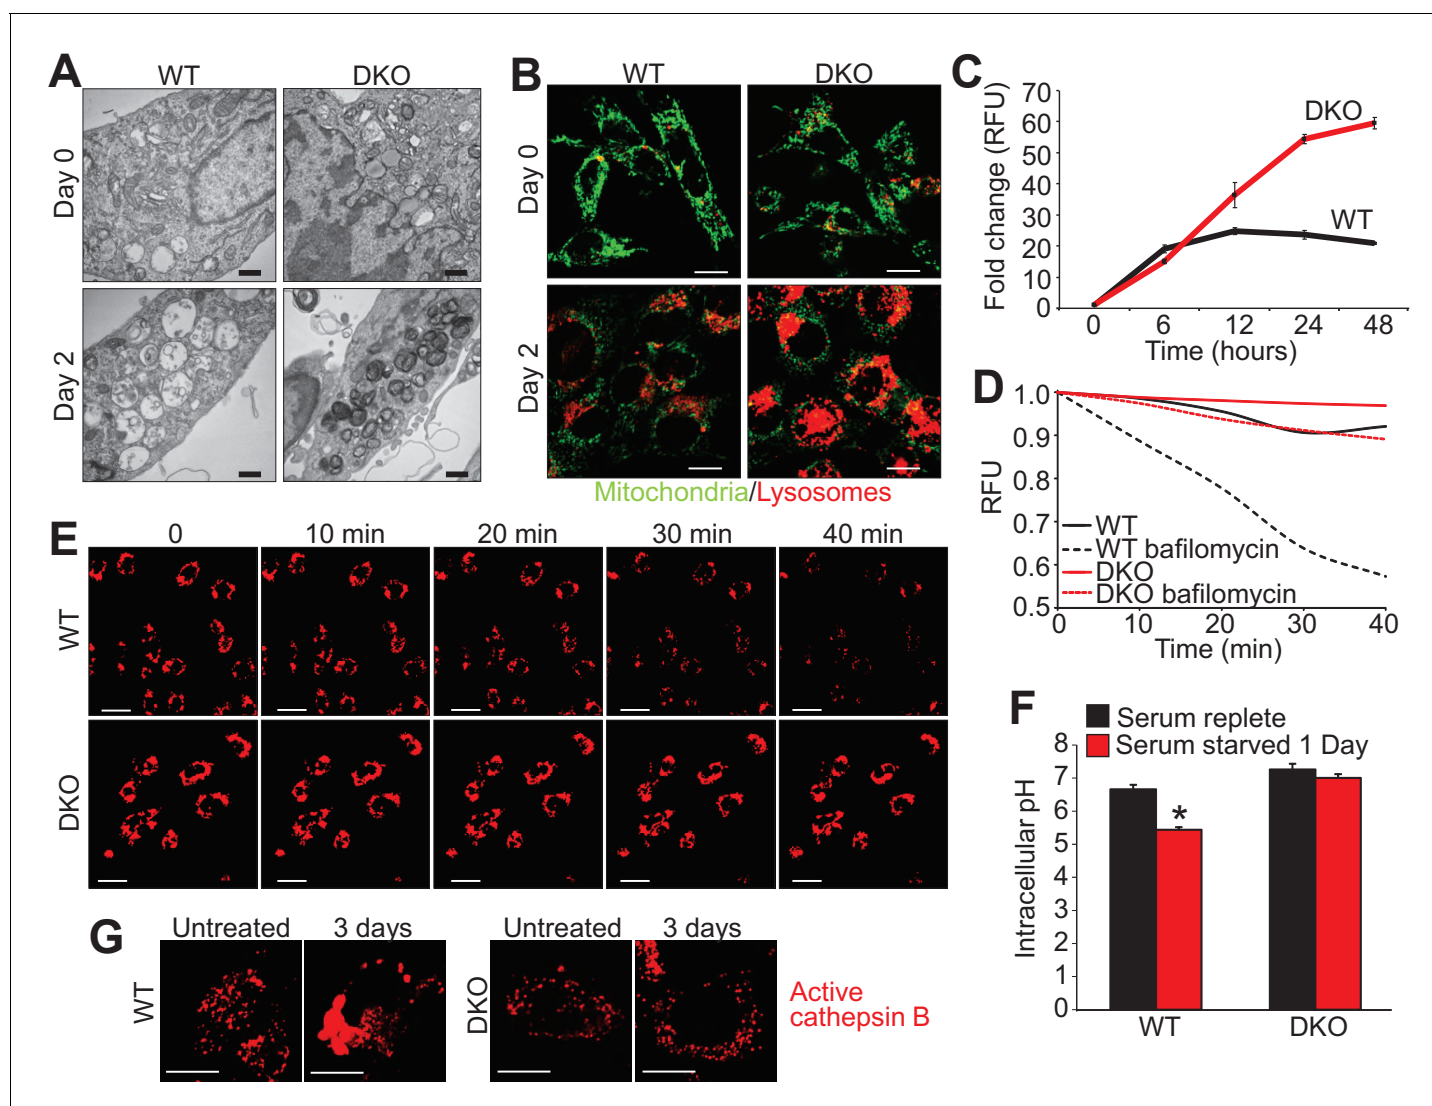 A
WT
DKO
Day 0
Day 2
B
WT
DKO
Day 0
Day 2
Mitochondria/Lysosomes
C
Fold change (RFU)
70
60
50
40
30
20
10
0
DKO
WT
0 6 12 24 48
Time (hours)
D
RFU
1.0
0.9
0.8
0.7
0.6
0.5
WT
WT bafilomycin
DKO
DKO bafilomycin
0 10 20 30 40
Time (min)
E
0 10 min 20 min 30 min 40 min
WT
DKO
F
Serum replete
Serum starved 1 Day
Intracellular pH
8
7
6
5
4
3
2
1
0
*
WT DKO
G
Untreated 3 days
WT
Untreated 3 days
DKO
Active
cathepsin B